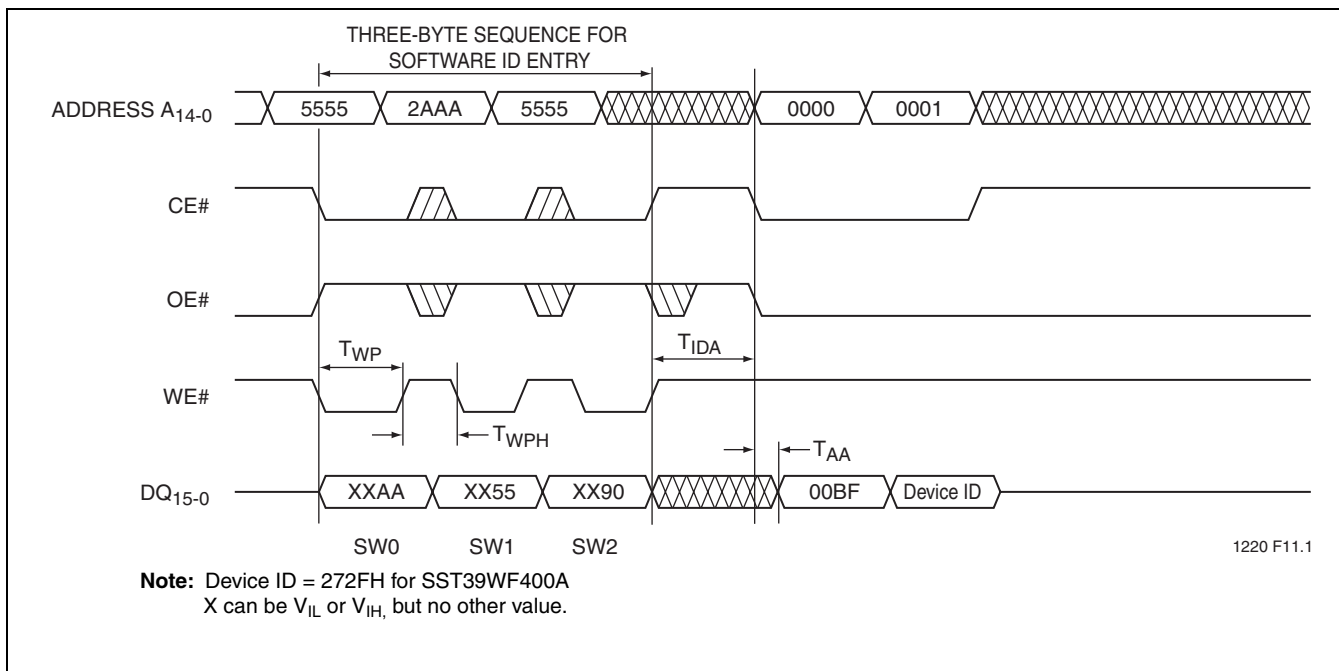 THREE-BYTE SEQUENCE FOR
SOFTWARE ID ENTRY
ADDRESS A14-0 5555 2AAA 5555 0000 0001
CE#
OE#
TWP TIDA
WE#
TWPH TAA
DQ15-0 XXAA XX55 XX90 00BF Device ID
SW0 SW1 SW2 1220 F11.1
Note: Device ID = 272FH for SST39WF400A
X can be VIL or VIH, but no other value.